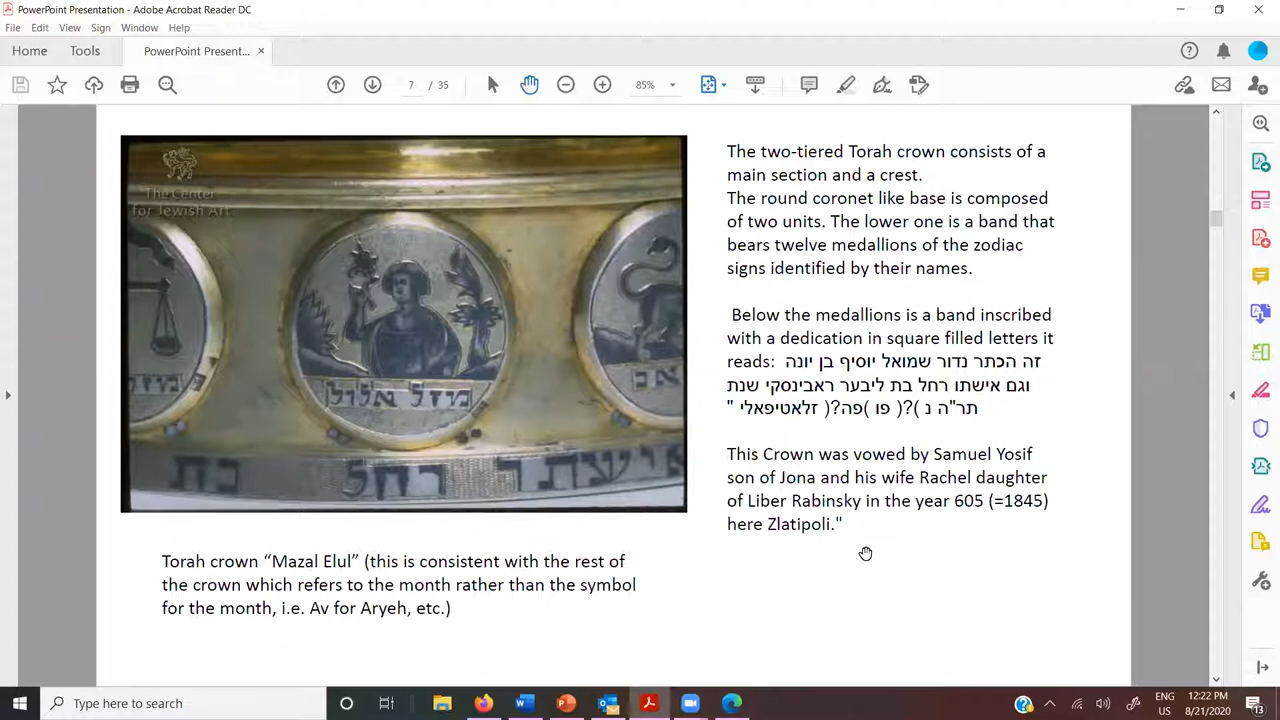 PowerPoint Presentation - Adobe Acrobat Reader DC
File Edit View Sign Window Help
Home Tools PowerPoint Present... ×
7 / 35 85%
The Center
for Jewish Art
מזל אלול
אשתו רחל בת
The two-tiered Torah crown consists of a
main section and a crest.
The round coronet like base is composed
of two units. The lower one is a band that
bears twelve medallions of the zodiac
signs identified by their names.
Below the medallions is a band inscribed
with a dedication in square filled letters it
reads: זה הכתר נדור שמואל יוסיף בן יונה
וגם אישתו רחל בת ליבער ראבינסקי שנת
תר"ה נ )?( פו )פה?( זלאטיפאלי "
This Crown was vowed by Samuel Yosif
son of Jona and his wife Rachel daughter
of Liber Rabinsky in the year 605 (=1845)
here Zlatipoli."
Torah crown “Mazal Elul” (this is consistent with the rest of
the crown which refers to the month rather than the symbol
for the month, i.e. Av for Aryeh, etc.)
Type here to search
ENG
US
12:22 PM
8/21/2020
13